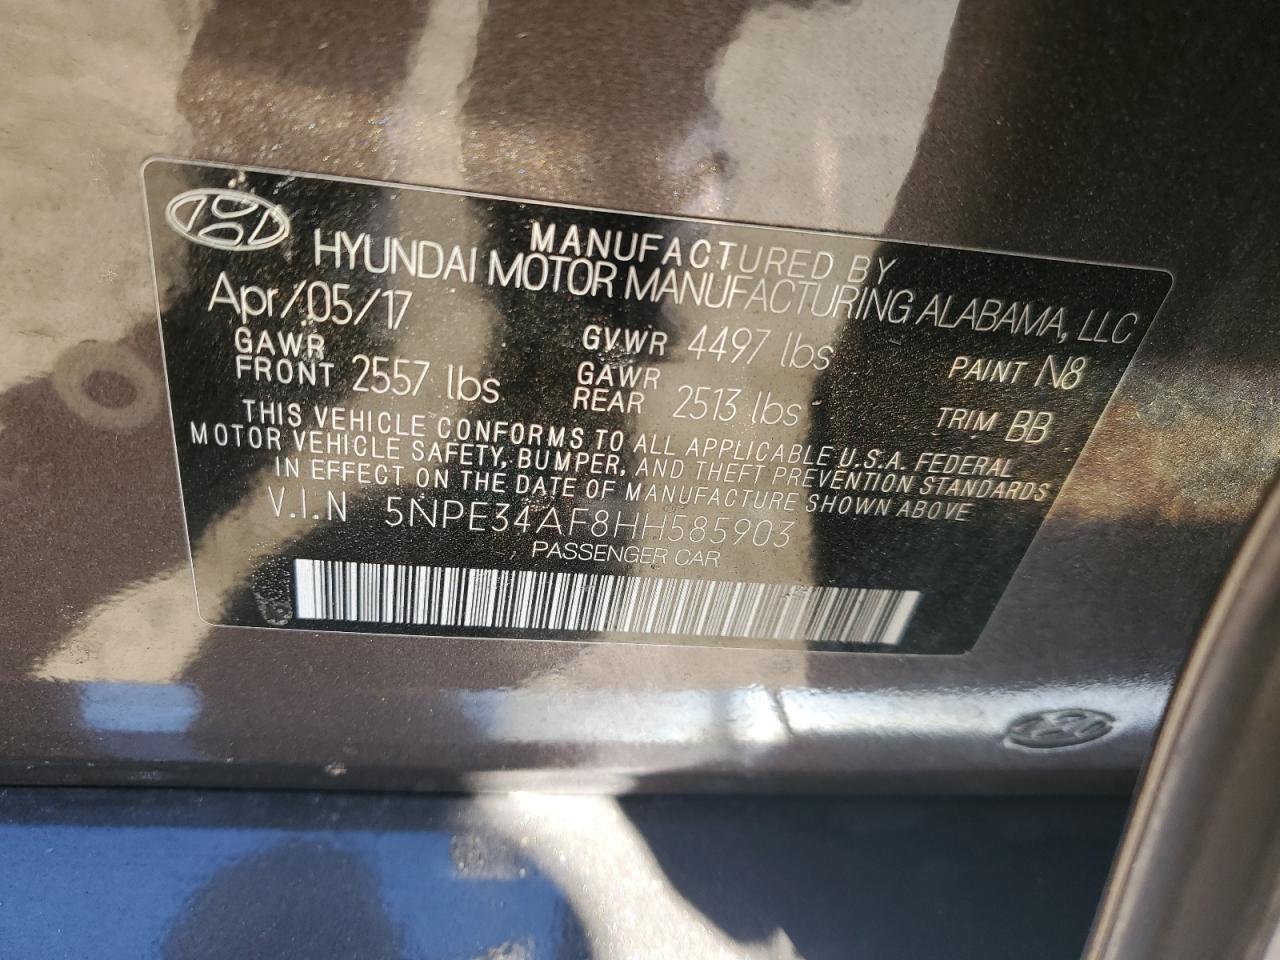 MANUFACTURED BY
HYUNDAI MOTOR MANUFACTURING ALABAMA, LLC
Apr/05/17
GAWR FRONT 2557 lbs
GVWR 4497 lbs
GAWR REAR 2513 lbs
PAINT N8
TRIM BB
THIS VEHICLE CONFORMS TO ALL APPLICABLE U.S.A. FEDERAL
MOTOR VEHICLE SAFETY, BUMPER, AND THEFT PREVENTION STANDARDS
IN EFFECT ON THE DATE OF MANUFACTURE SHOWN ABOVE
V.I.N 5NPE34AF8HH585903
PASSENGER CAR